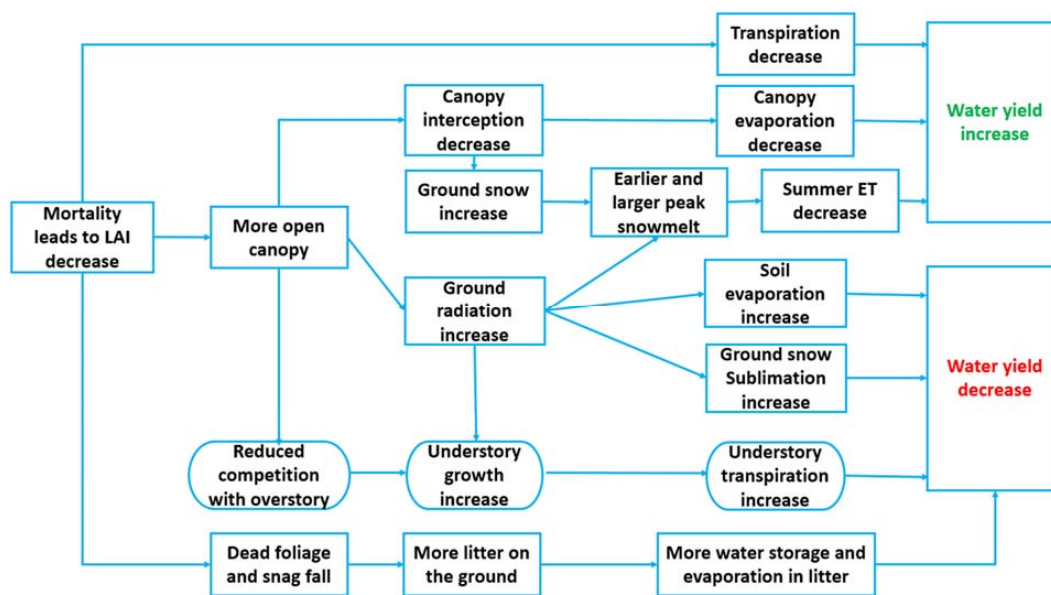 Transpiration
decrease
Canopy
interception
decrease
Canopy
evaporation
decrease
Water yield
increase
Ground snow
increase
Earlier and
larger peak
snowmelt
Summer ET
decrease
Mortality
leads to LAI
decrease
More open
canopy
Ground
radiation
increase
Soil
evaporation
increase
Ground snow
Sublimation
increase
Water yield
decrease
Reduced
competition
with overstory
Understory
growth
increase
Understory
transpiration
increase
Dead foliage
and snag fall
More litter on
the ground
More water storage and
evaporation in litter